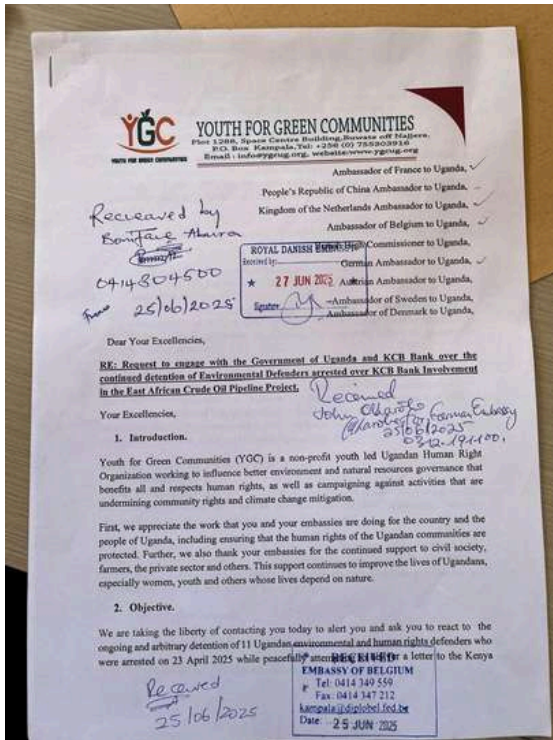 YGC
YOUTH FOR GREEN COMMUNITIES
YOUTH FOR GREEN COMMUNITIES
Plot 1288, Space Centre Building, Buwate off Najjera,
P.O. Box Kampala, Tel: +256 (0) 755303916
Email : info@ygcug.org, website:www.ygcug.org
Ambassador of France to Uganda,
People's Republic of China Ambassador to Uganda,
Kingdom of the Netherlands Ambassador to Uganda,
Ambassador of Belgium to Uganda,
Commissioner to Uganda,
German Ambassador to Uganda,
Austrian Ambassador to Uganda,
Ambassador of Sweden to Uganda,
Ambassador of Denmark to Uganda,
Recieaved by
Boniface
0414304500
25/06/2025
ROYAL DANISH
Received by:
27 JUN 2025
Signature
Dear Your Excellencies,
RE: Request to engage with the Government of Uganda and KCB Bank over the
continued detention of Environmental Defenders arrested over KCB Bank Involvement
in the East African Crude Oil Pipeline Project.
Received
John
Embassy
25/06/2025
0312-191100.
Your Excellencies,
1. Introduction.
Youth for Green Communities (YGC) is a non-profit youth led Ugandan Human Right
Organization working to influence better environment and natural resources governance that
benefits all and respects human rights, as well as campaigning against activities that are
undermining community rights and climate change mitigation.
First, we appreciate the work that you and your embassies are doing for the country and the
people of Uganda, including ensuring that the human rights of the Ugandan communities are
protected. Further, we also thank your embassies for the continued support to civil society,
farmers, the private sector and others. This support continues to improve the lives of Ugandans,
especially women, youth and others whose lives depend on nature.
2. Objective.
We are taking the liberty of contacting you today to alert you and ask you to react to the
ongoing and arbitrary detention of 11 Ugandan environmental and human rights defenders who
were arrested on 23 April 2025 while peacefully a letter to the Kenya
RECEIVED
EMBASSY OF BELGIUM
Tel: 0414 349 559
Fax: 0414 347 212
kampala@diplobel.fed.be
Date: 25 JUN 2025
Received
25/06/2025